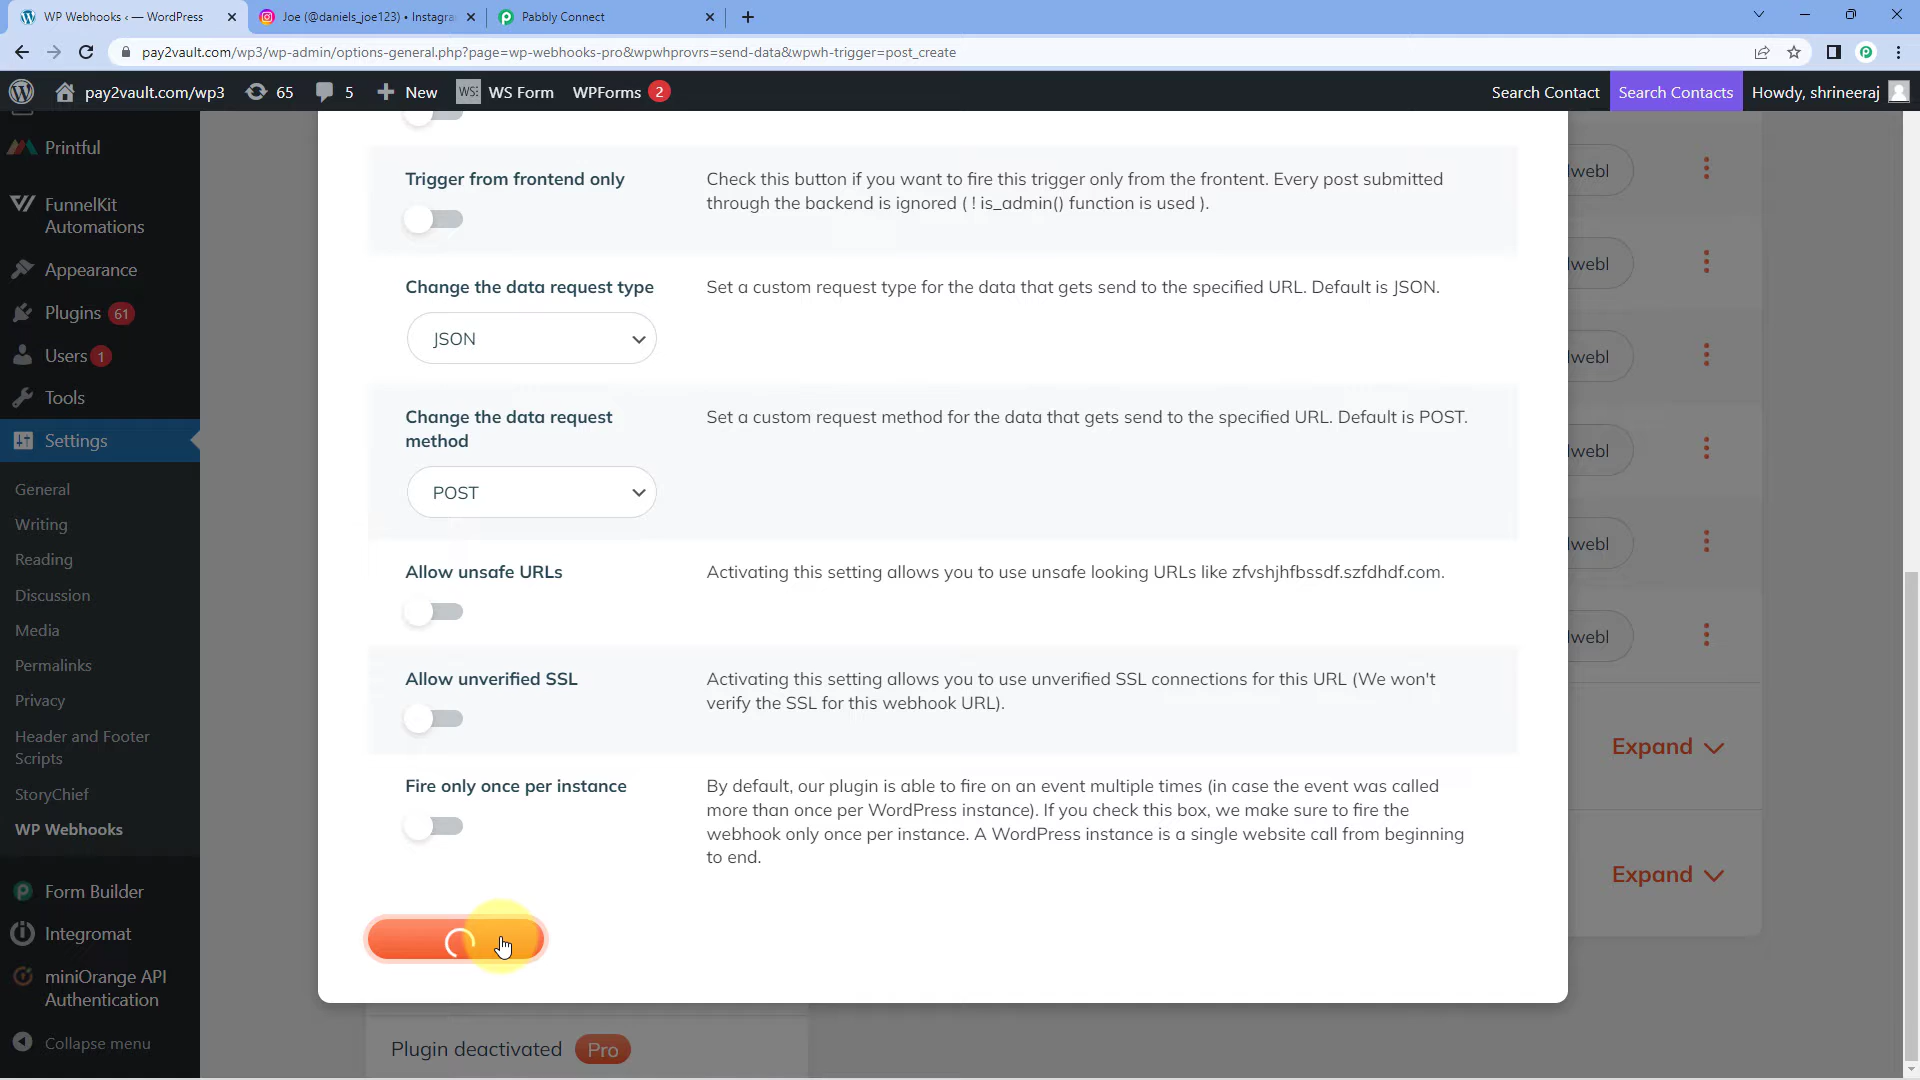 WP Webhooks ‹ — WordPress
Joe (@daniels_joe123) • Instagra
Pabbly Connect
pay2vault.com/wp3/wp-admin/options-general.php?page=wp-webhooks-pro&wpwhprovrs=send-data&wpwh-trigger=post_create
pay2vault.com/wp3
65
5
New
WS Form
WPForms 2
Search Contact
Search Contacts
Howdy, shrineeraj
Printful
FunnelKit
Automations
Appearance
Plugins 61
Users 1
Tools
Settings
General
Writing
Reading
Discussion
Media
Permalinks
Privacy
Header and Footer
Scripts
StoryChief
WP Webhooks
Form Builder
Integromat
miniOrange API
Authentication
Collapse menu
Trigger from frontend only
Check this button if you want to fire this trigger only from the frontent. Every post submitted
through the backend is ignored ( ! is_admin() function is used ).
Change the data request type
Set a custom request type for the data that gets send to the specified URL. Default is JSON.
JSON
Change the data request
method
Set a custom request method for the data that gets send to the specified URL. Default is POST.
POST
Allow unsafe URLs
Activating this setting allows you to use unsafe looking URLs like zfvshjhfbssdf.szfdhdf.com.
Allow unverified SSL
Activating this setting allows you to use unverified SSL connections for this URL (We won't
verify the SSL for this webhook URL).
Fire only once per instance
By default, our plugin is able to fire on an event multiple times (in case the event was called
more than once per WordPress instance). If you check this box, we make sure to fire the
webhook only once per instance. A WordPress instance is a single website call from beginning
to end.
Plugin deactivated Pro
lwebl
lwebl
lwebl
lwebl
lwebl
lwebl
Expand
Expand